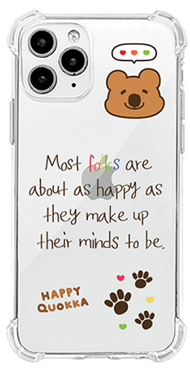 Most folks are
about as happy as
they make up
their minds to be.
HAPPY
QUOKKA